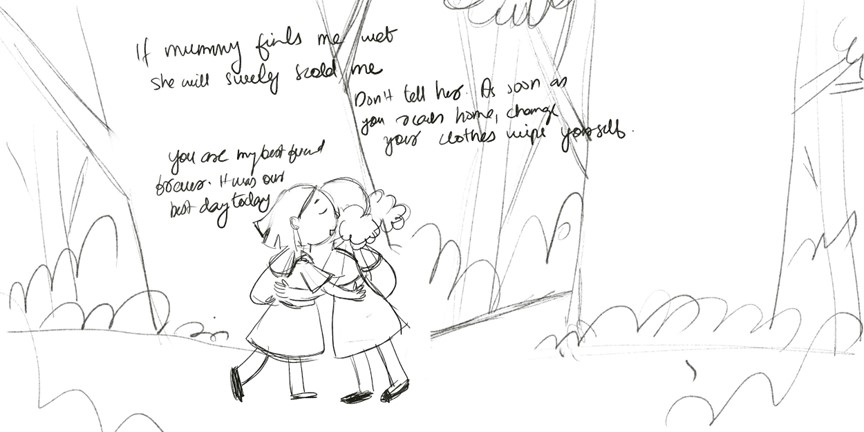 If mummy finds me wet
She will surely scold me
Don't tell her. As soon as
you reach home, change
your clothes wipe yourself.
you are my best friend
forever. It was our
best day today